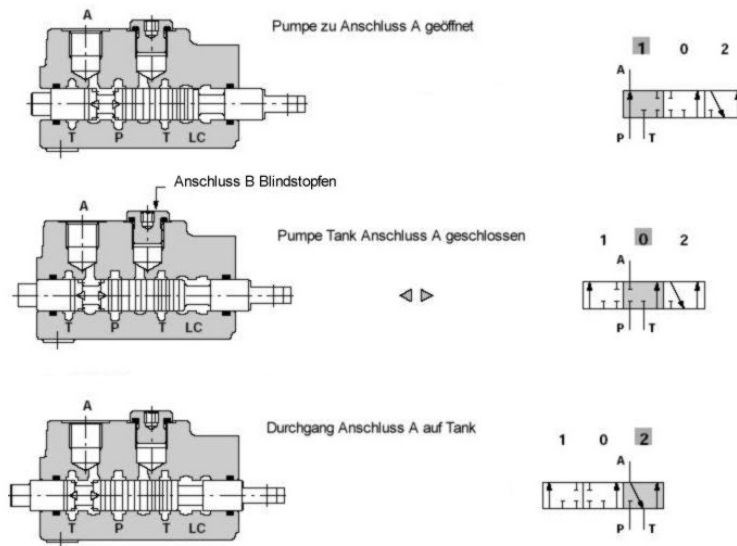 A
Pumpe zu Anschluss A geöffnet
1 0 2
A
T P T LC
P T
Anschluss B Blindstopfen
A
Pumpe Tank Anschluss A geschlossen
1 0 2
A
T P T LC
P T
A
Durchgang Anschluss A auf Tank
1 0 2
A
T P T LC
P T